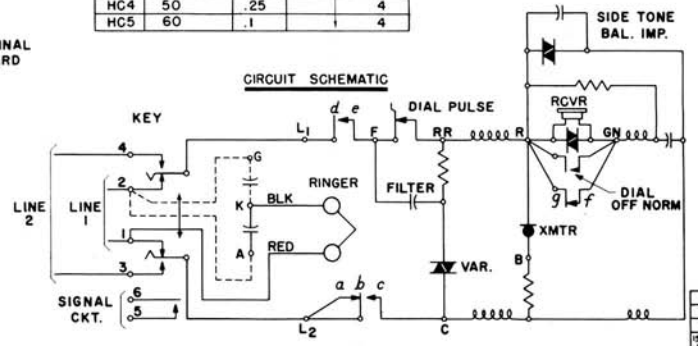 HC4 50 .25 4
HC5 60 .1 4
SIDE TONE
BAL. IMP.
CIRCUIT SCHEMATIC
KEY
d e
DIAL PULSE
RCVR
L1 F RR R GN
4
G
2
LINE 2
LINE 1
K BLK
RINGER
FILTER
g f
DIAL
OFF NORM
XMTR
1
RED
A
VAR.
B
3
a b c
6
SIGNAL
CKT.
5
L2
C